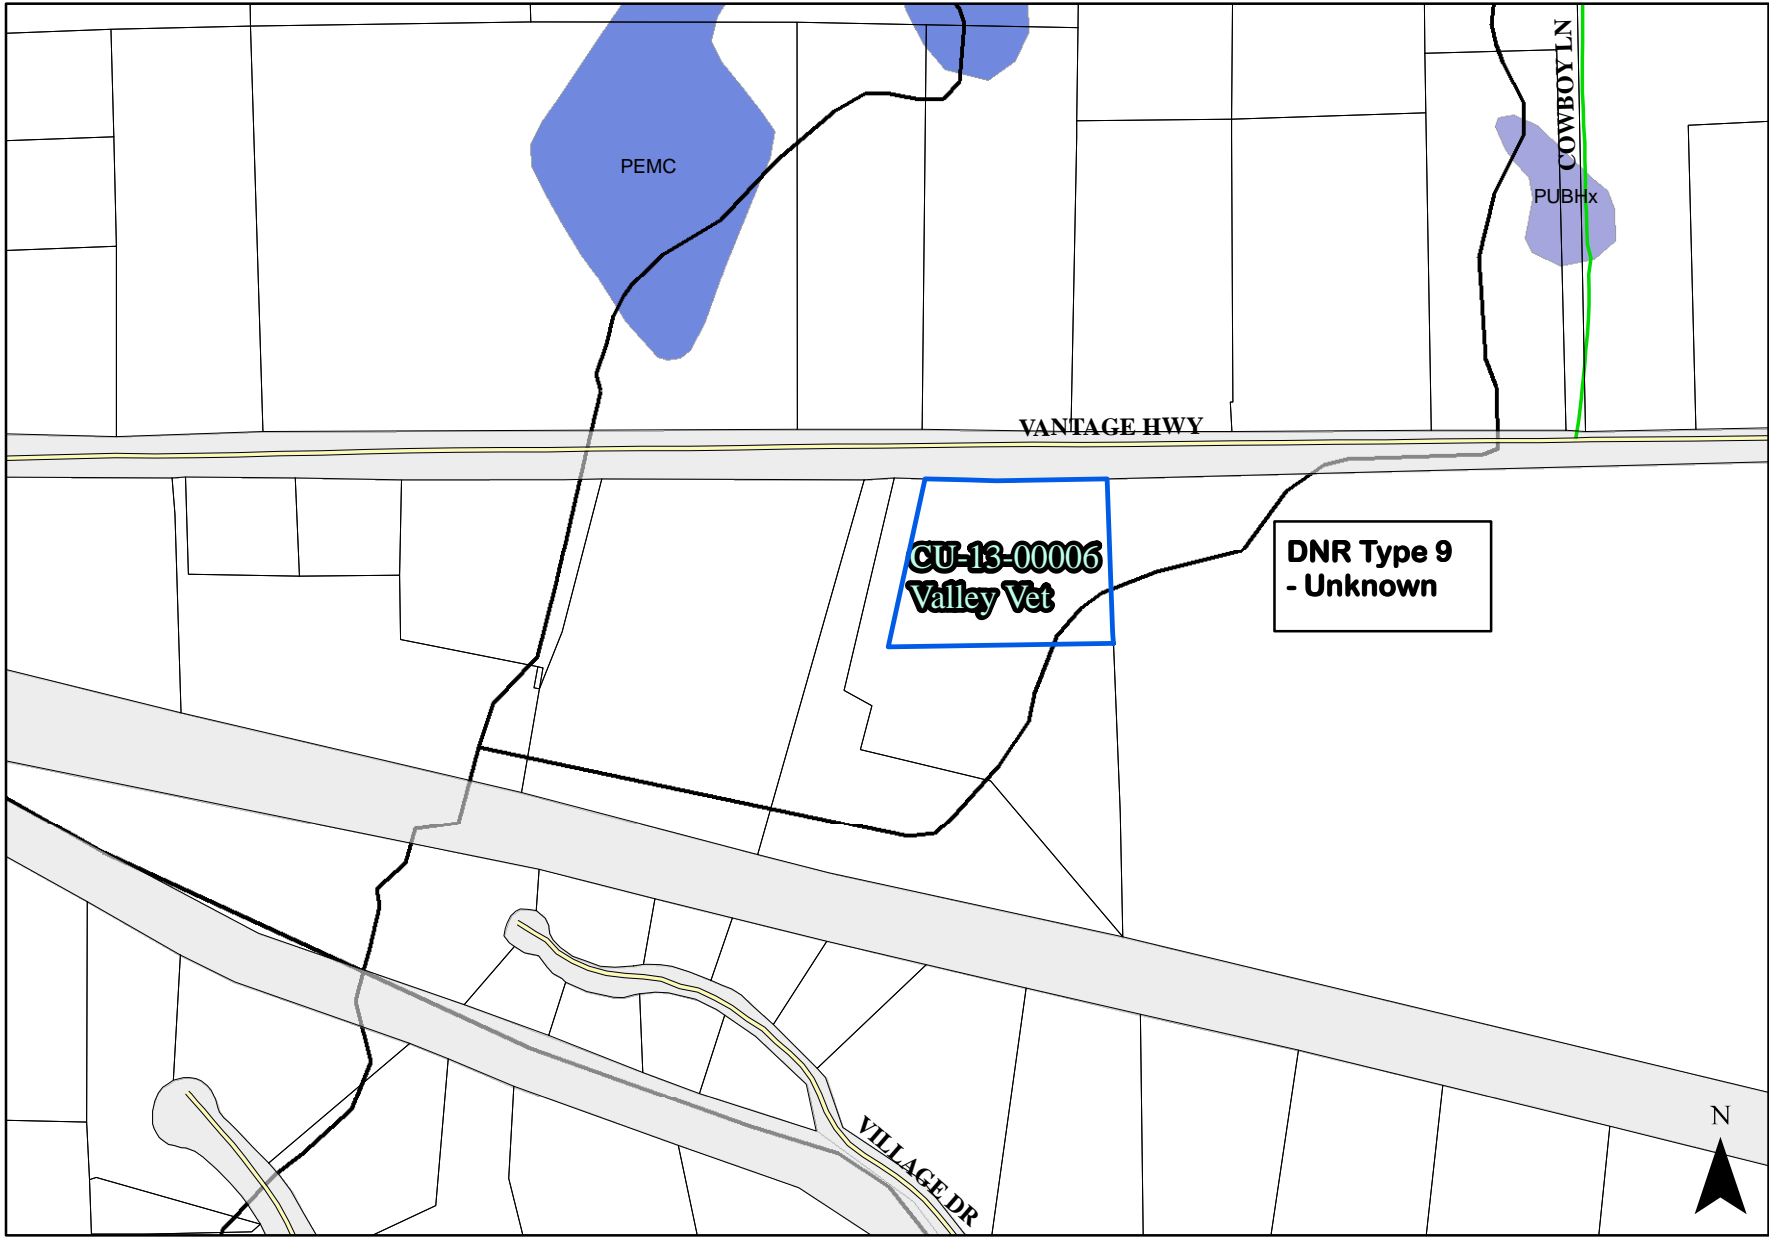 COWBOY LN
PEMC
PUBHx
VANTAGE HWY
CU-13-00006
Valley Vet
DNR Type 9
- Unknown
VILLAGE DR
N